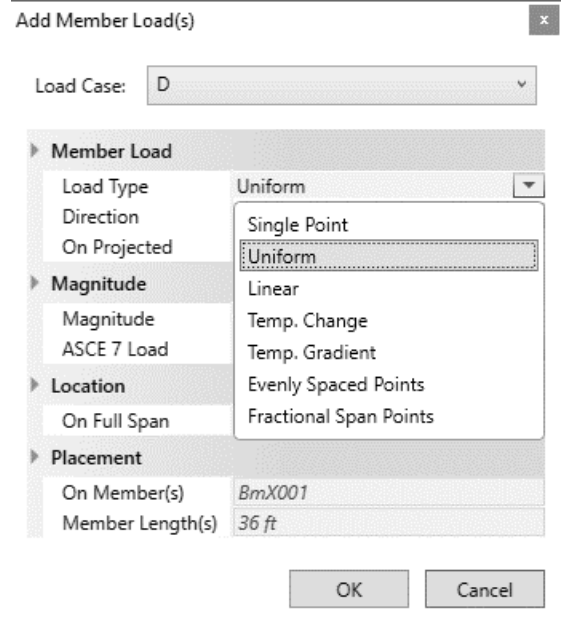 Add Member Load(s)
x
Load Case: D
Member Load
Load Type Uniform
Direction
On Projected
Single Point
Uniform
Linear
Temp. Change
Temp. Gradient
Evenly Spaced Points
Fractional Span Points
Magnitude
Magnitude
ASCE 7 Load
Location
On Full Span
Placement
On Member(s) BmX001
Member Length(s) 36 ft
OK Cancel